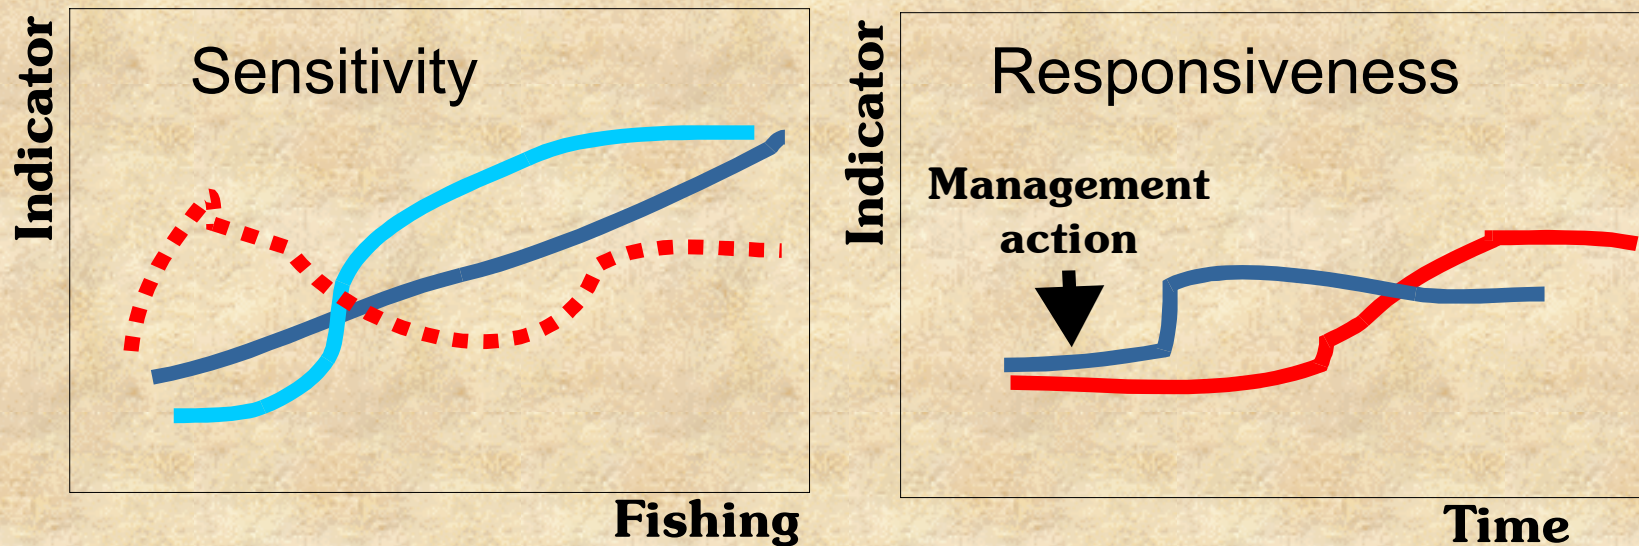 Sensitivity
Indicator
Fishing
Responsiveness
Indicator
Management
action
Time